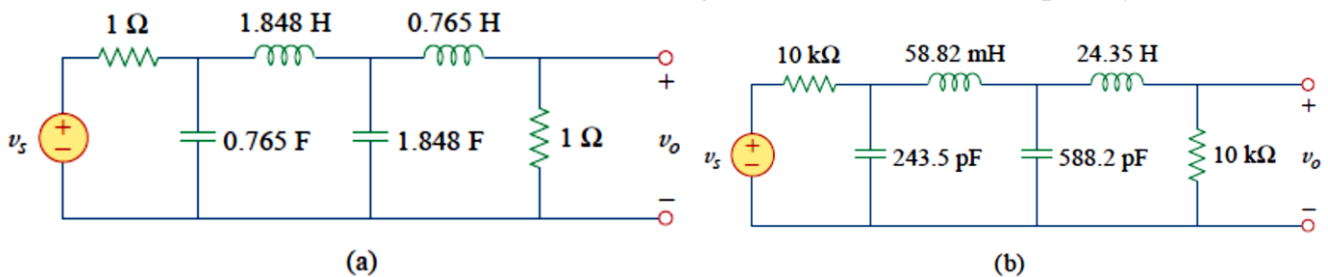 1 Ω 1.848 H 0.765 H
+
−
vs
0.765 F
1.848 F
1 Ω
+
vo
−
(a)
10 kΩ 58.82 mH 24.35 H
+
−
vs
243.5 pF
588.2 pF
10 kΩ
+
vo
−
(b)